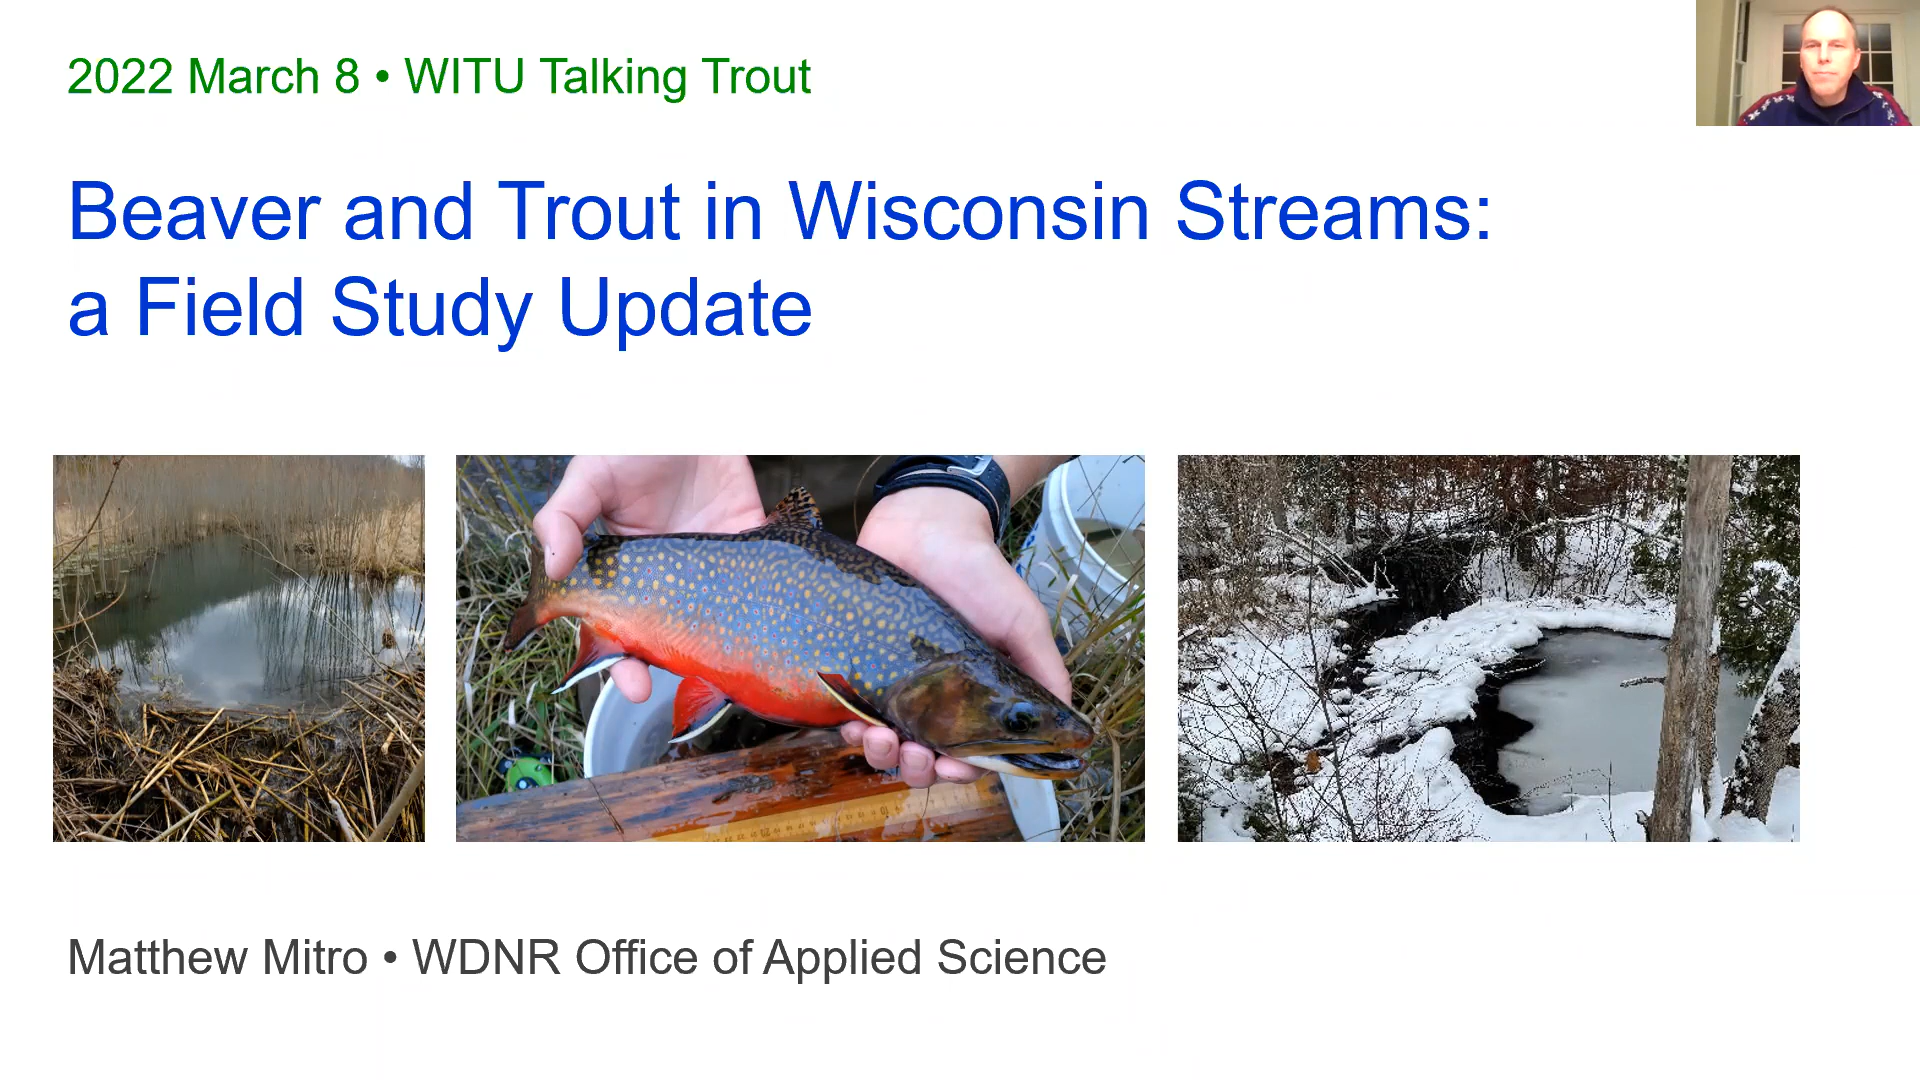 2022 March 8 • WITU Talking Trout
Beaver and Trout in Wisconsin Streams:
a Field Study Update
Matthew Mitro • WDNR Office of Applied Science